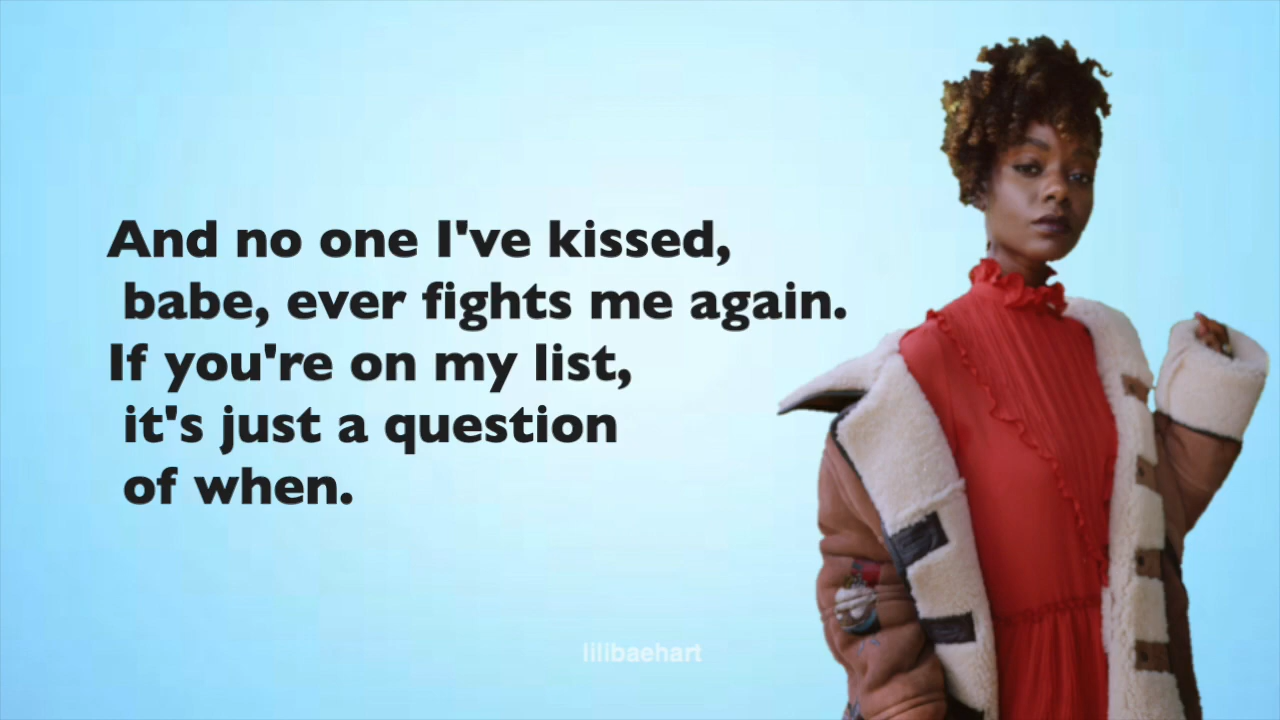 And no one I've kissed,
babe, ever fights me again.
If you're on my list,
it's just a question
of when.
lilibaehart